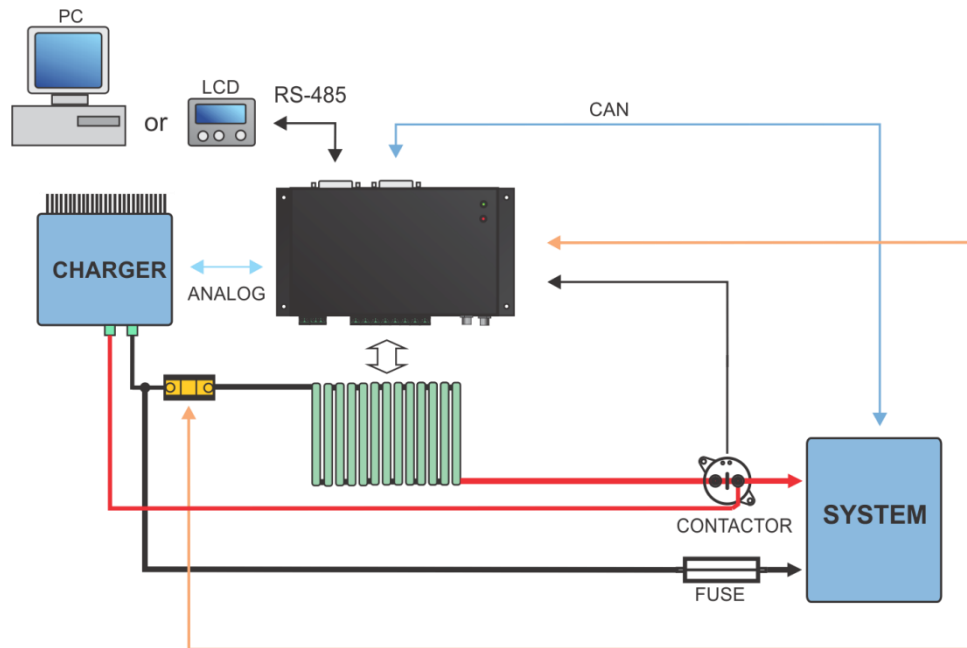 PC
LCD
or
RS-485
CAN
CHARGER
ANALOG
CONTACTOR
SYSTEM
FUSE